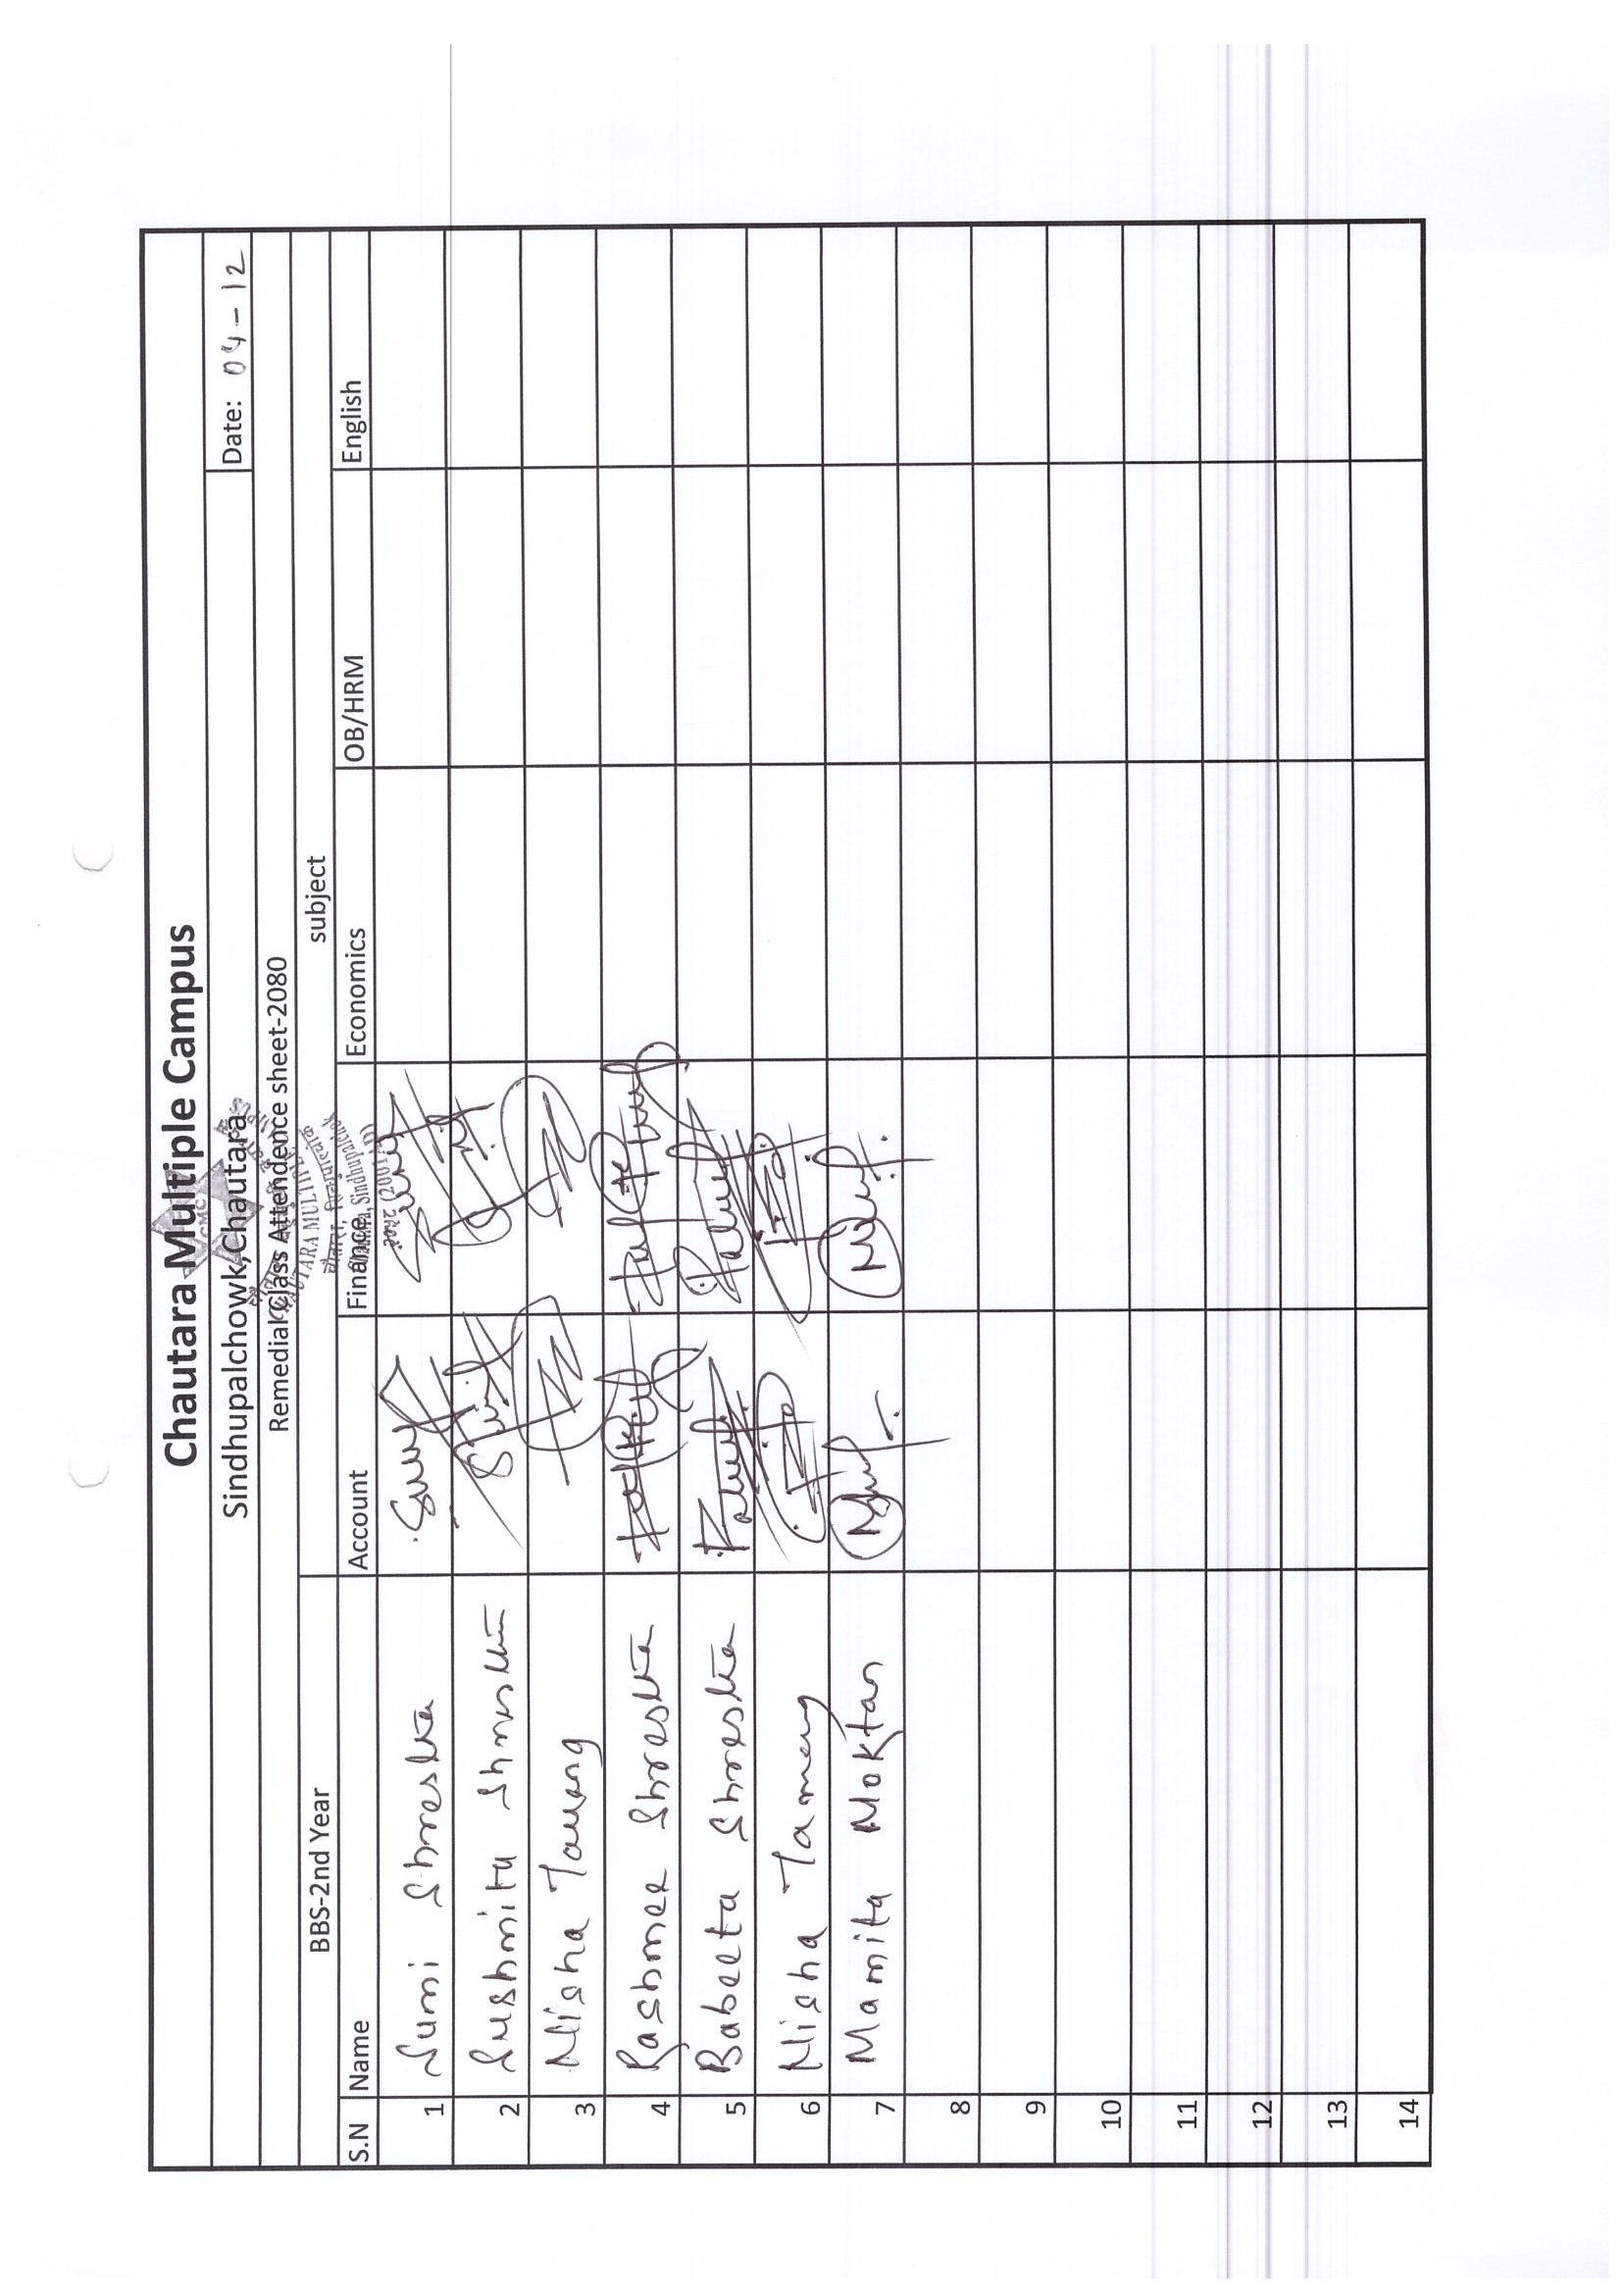 Chautara Multiple Campus
Sindhupalchowk, Chautara Date: 04-12
Remedial Class Attendence sheet-2080
BBS-2nd Year subject
S.N Name Account Finance Economics OB/HRM English
1 Sumi Shrestha
2 Sushmita Shrestha
3 Nisha Tamang
4 Rashmee Shrestha
5 Babeeta Shrestha
6 Nisha Tamang
7 Mamita Moktan
8
9
10
11
12
13
14